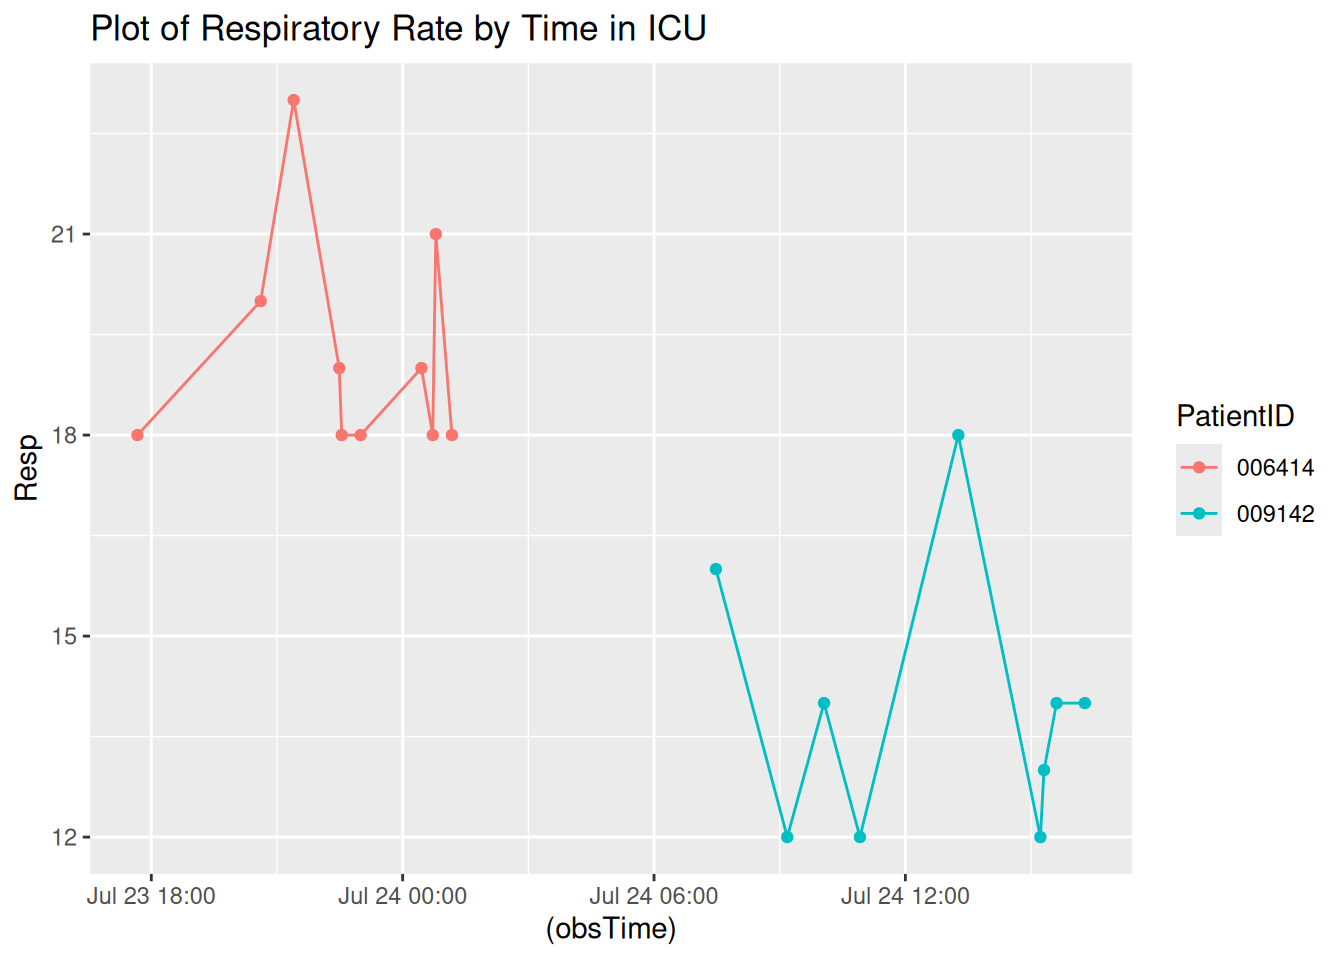 Plot of Respiratory Rate by Time in ICU
Resp
21
18
15
12
Jul 23 18:00 Jul 24 00:00 Jul 24 06:00 Jul 24 12:00
(obsTime)
PatientID
006414
009142